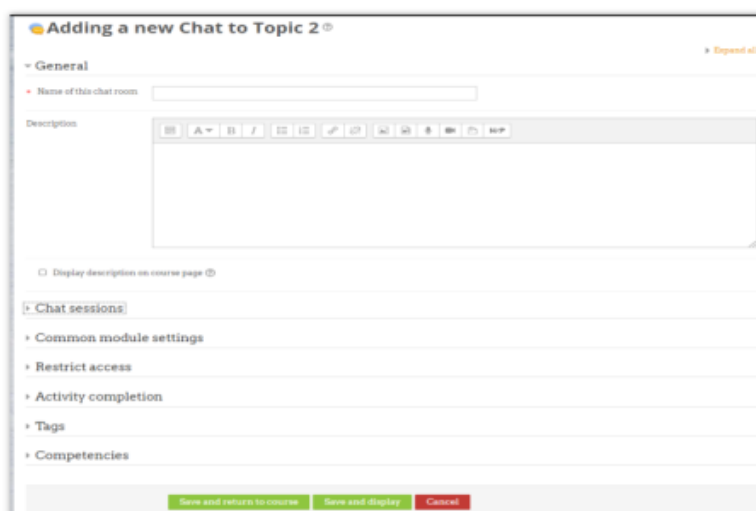 Adding a new Chat to Topic 2
Expand all
General
Name of this chat room
Description
A B I H-P
Display description on course page
Chat sessions
Common module settings
Restrict access
Activity completion
Tags
Competencies
Save and return to course Save and display Cancel